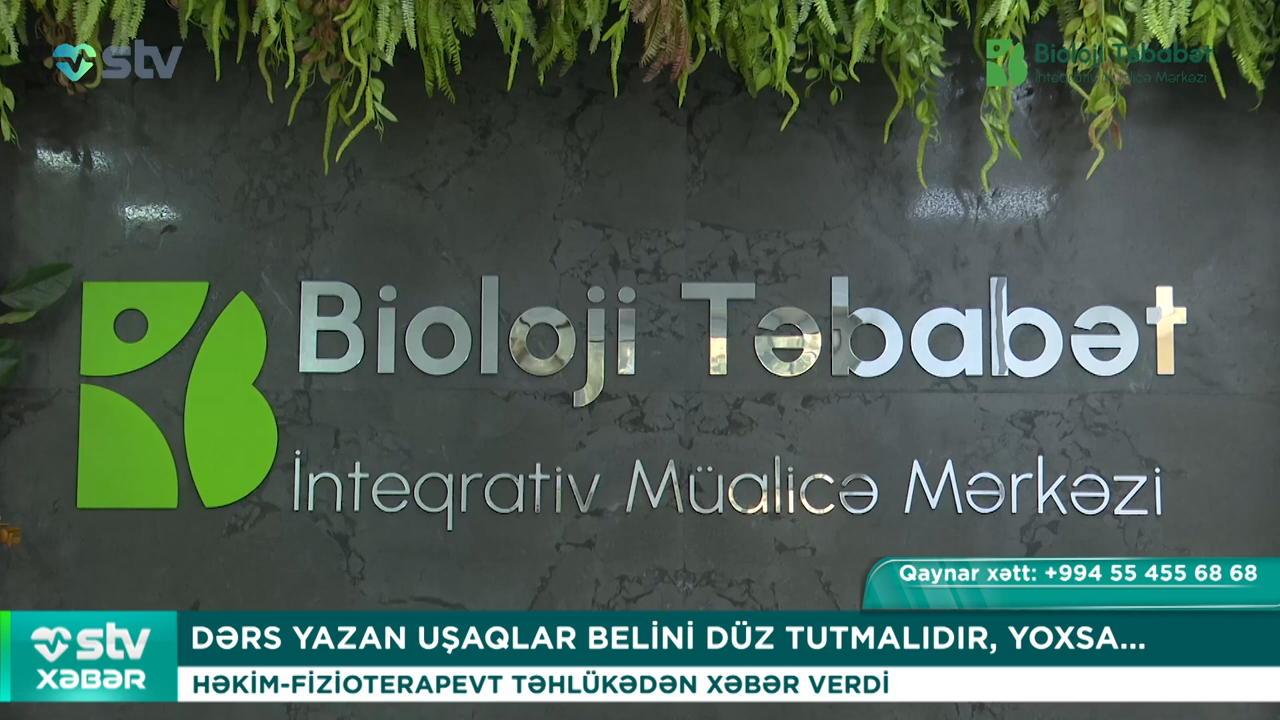 stv
Bioloji Təbabət
İnteqrativ Müalicə Mərkəzi
Bioloji Təbabət
İnteqrativ Müalicə Mərkəzi
Qaynar xətt: +994 55 455 68 68
stv
XƏBƏR
DƏRS YAZAN UŞAQLAR BELİNİ DÜZ TUTMALIDIR, YOXSA...
HƏKİM-FİZİOTERAPEVT TƏHLÜKƏDƏN XƏBƏR VERDİ